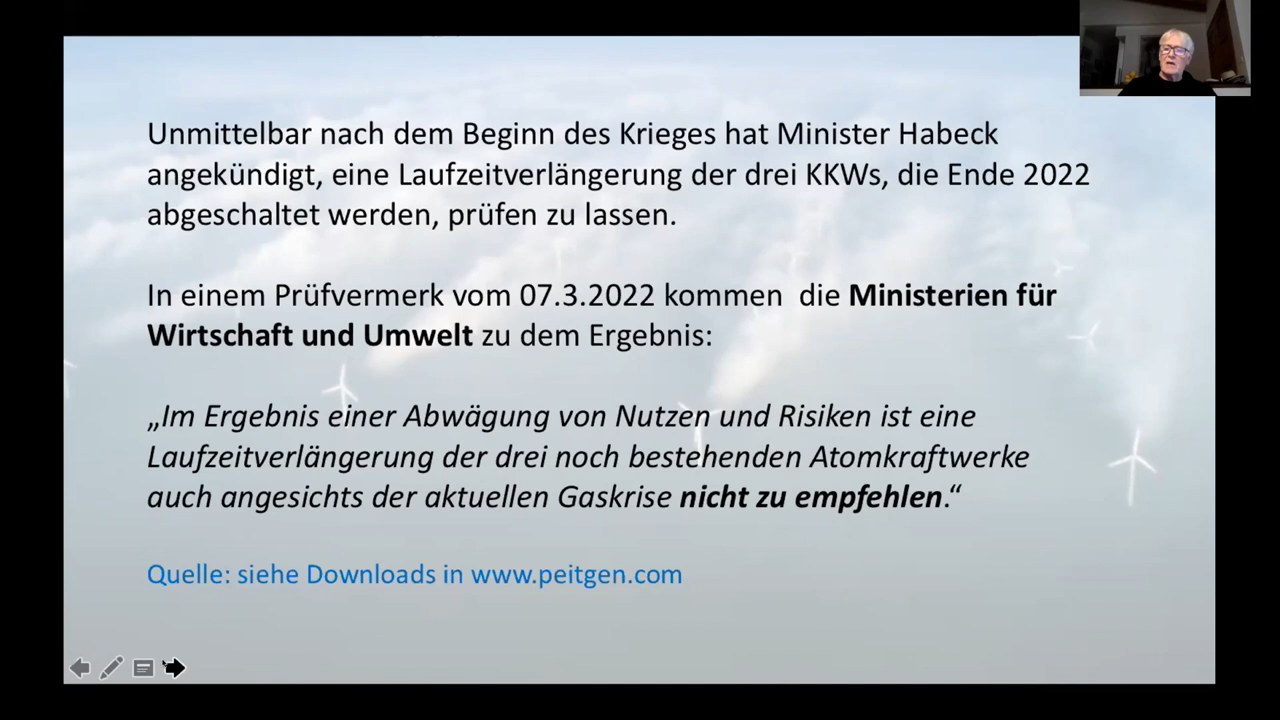 Unmittelbar nach dem Beginn des Krieges hat Minister Habeck
angekündigt, eine Laufzeitverlängerung der drei KKWs, die Ende 2022
abgeschaltet werden, prüfen zu lassen.
In einem Prüfvermerk vom 07.3.2022 kommen  die Ministerien für
Wirtschaft und Umwelt zu dem Ergebnis:
„Im Ergebnis einer Abwägung von Nutzen und Risiken ist eine
Laufzeitverlängerung der drei noch bestehenden Atomkraftwerke
auch angesichts der aktuellen Gaskrise nicht zu empfehlen.“
Quelle: siehe Downloads in www.peitgen.com